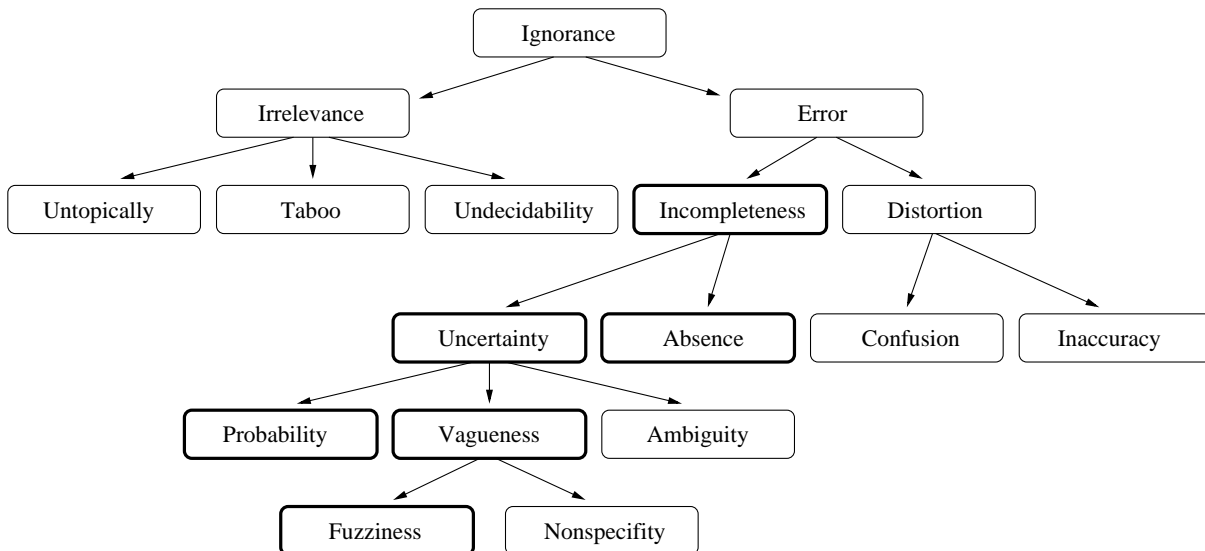 Ignorance
Irrelevance
Error
Untopically
Taboo
Undecidability
Incompleteness
Distortion
Uncertainty
Absence
Confusion
Inaccuracy
Probability
Vagueness
Ambiguity
Fuzziness
Nonspecifity